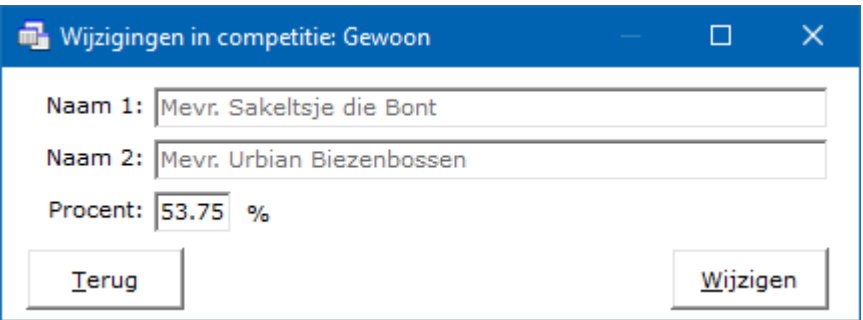 Wijzigingen in competitie: Gewoon
Naam 1: Mevr. Sakeltsje die Bont
Naam 2: Mevr. Urbian Biezenbossen
Procent: 53.75 %
Terug Wijzigen